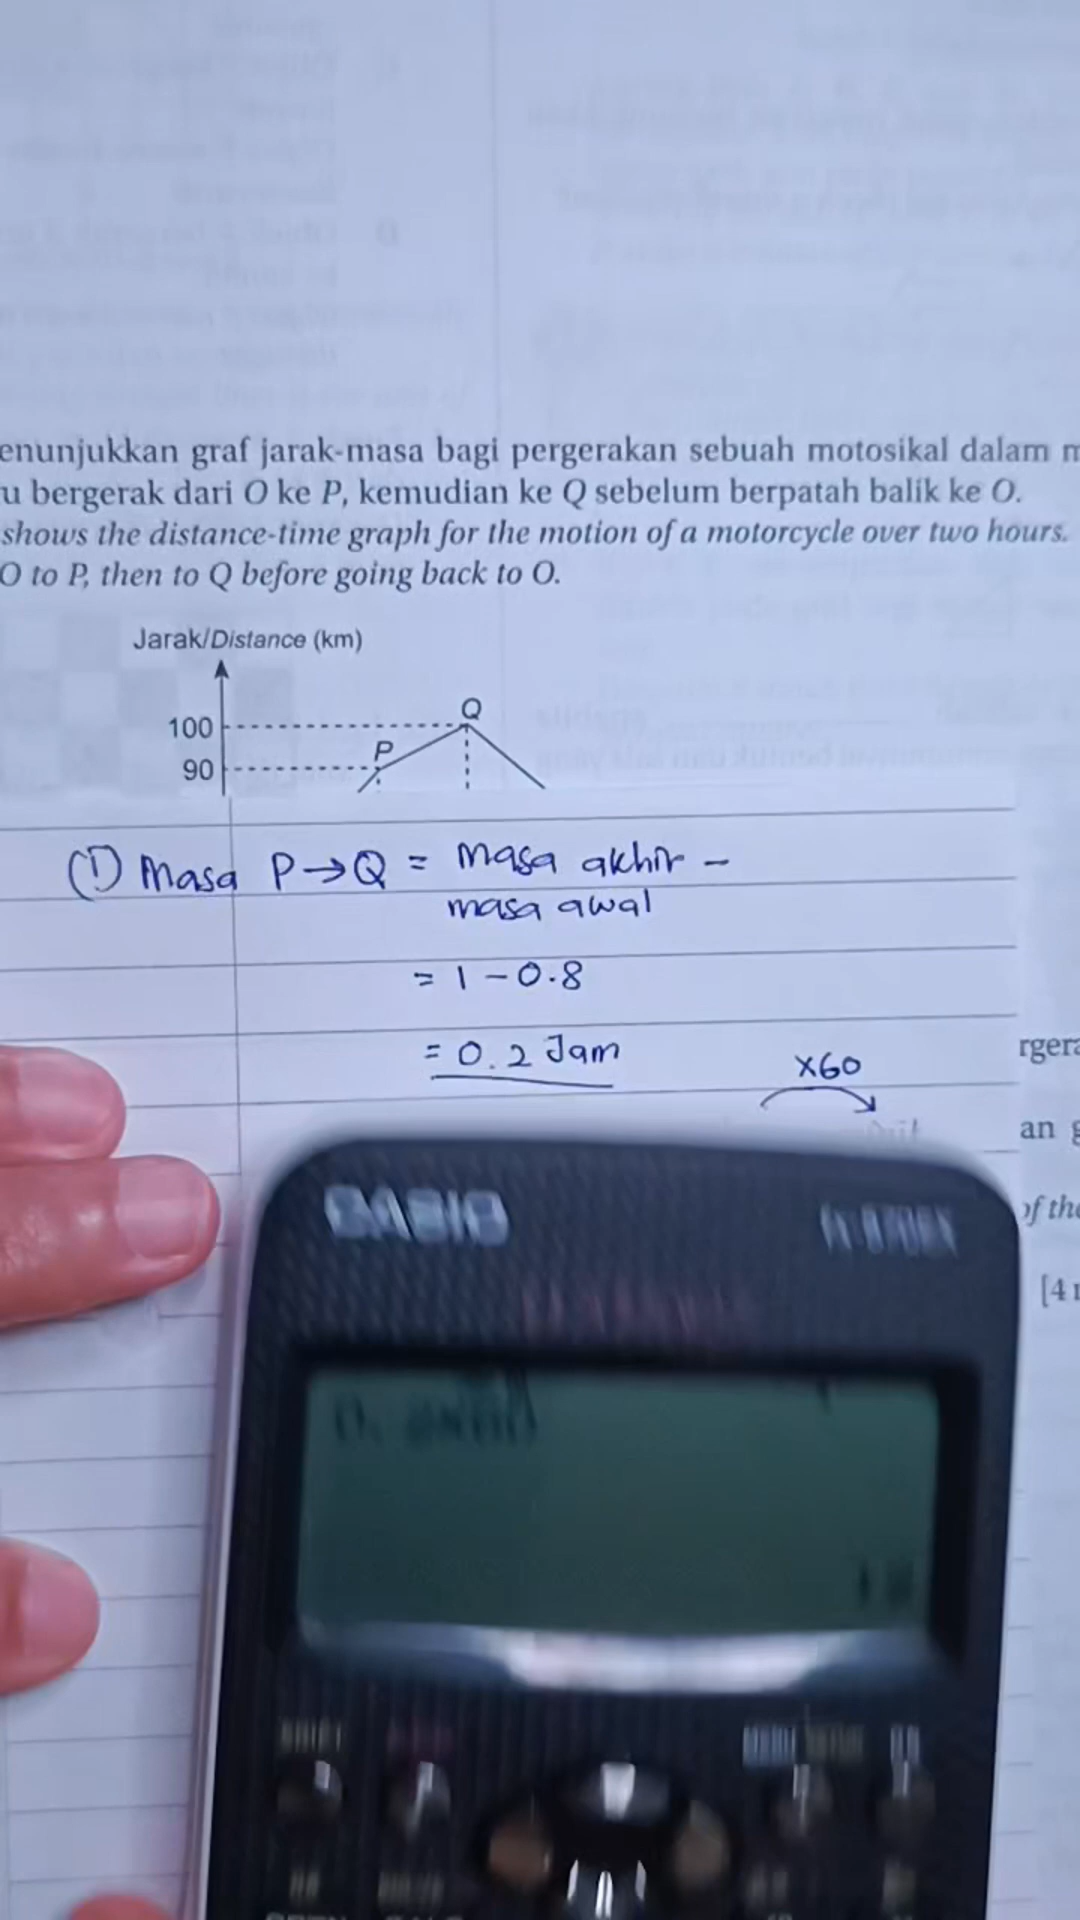 enunjukkan graf jarak-masa bagi pergerakan sebuah motosikal dalam m
u bergerak dari O ke P, kemudian ke Q sebelum berpatah balik ke O.
shows the distance-time graph for the motion of a motorcycle over two hours.
O to P, then to Q before going back to O.
Jarak/Distance (km)
Q
100
P
90
(1) Masa P→Q = masa akhir –
masa awal
= 1 – 0.8
= 0.2 Jam
rgera
×60
an g
of the
CASIO
[4 m